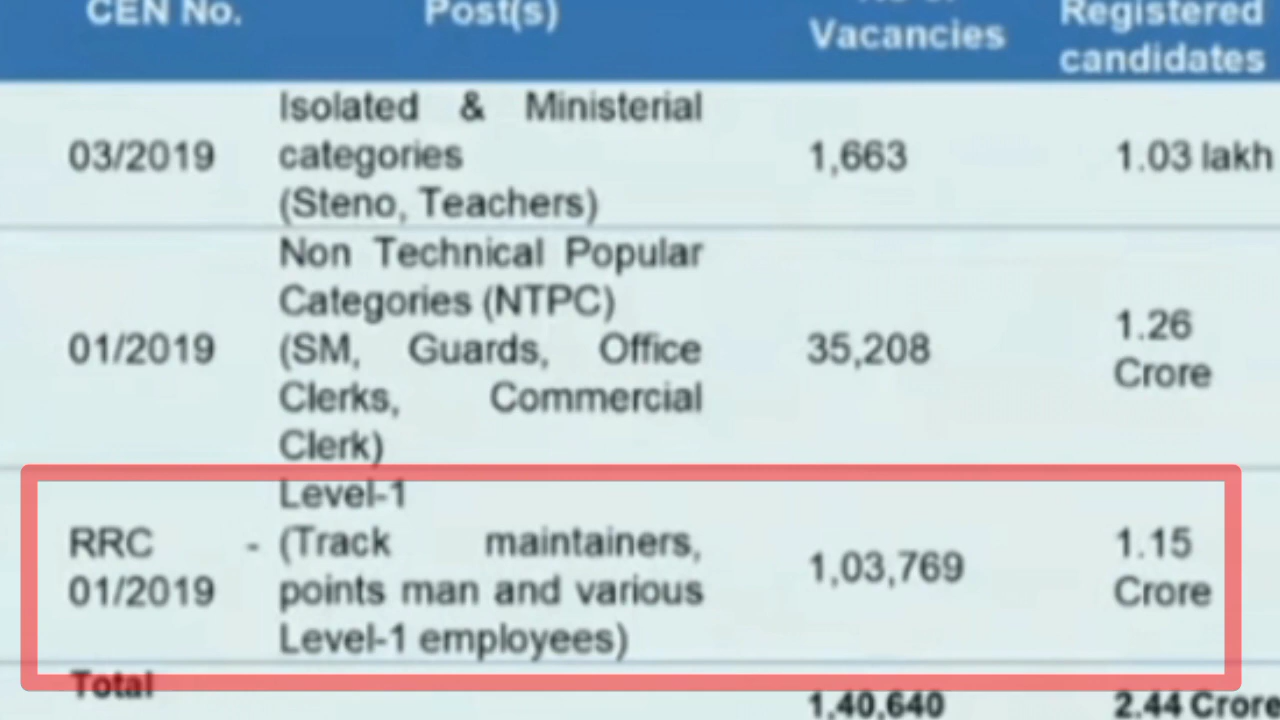 CEN No. Post(s) Vacancies Registered candidates
Isolated & Ministerial
03/2019 categories 1,663 1.03 lakh
(Steno, Teachers)
Non Technical Popular
Categories (NTPC) 1.26
01/2019 (SM, Guards, Office 35,208
Clerks, Commercial Crore
Clerk)
Level-1
RRC - (Track maintainers, 1.15
1,03,769
01/2019 points man and various Crore
Level-1 employees)
Total
1,40,640 2.44 Crore